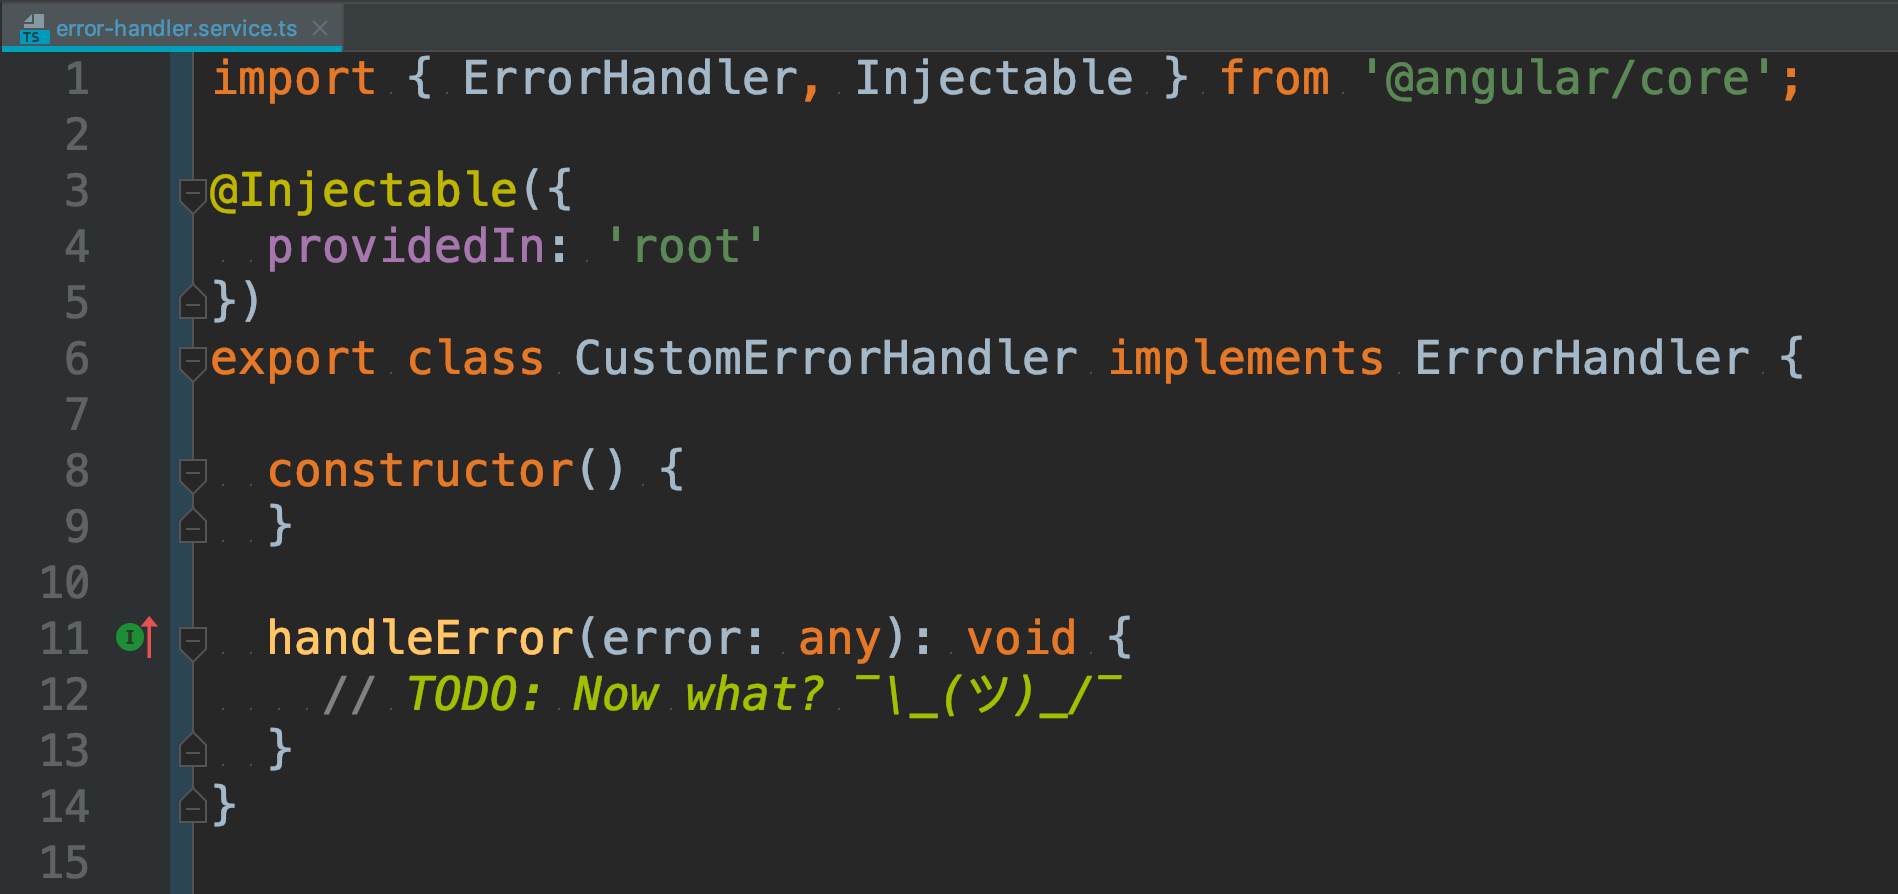 TS error-handler.service.ts
1 import { ErrorHandler, Injectable } from '@angular/core';
2
3 @Injectable({
4   providedIn: 'root'
5 })
6 export class CustomErrorHandler implements ErrorHandler {
7
8   constructor() {
9   }
10
11 I   handleError(error: any): void {
12     // TODO: Now what? ¯\_(ツ)_/¯
13   }
14 }
15